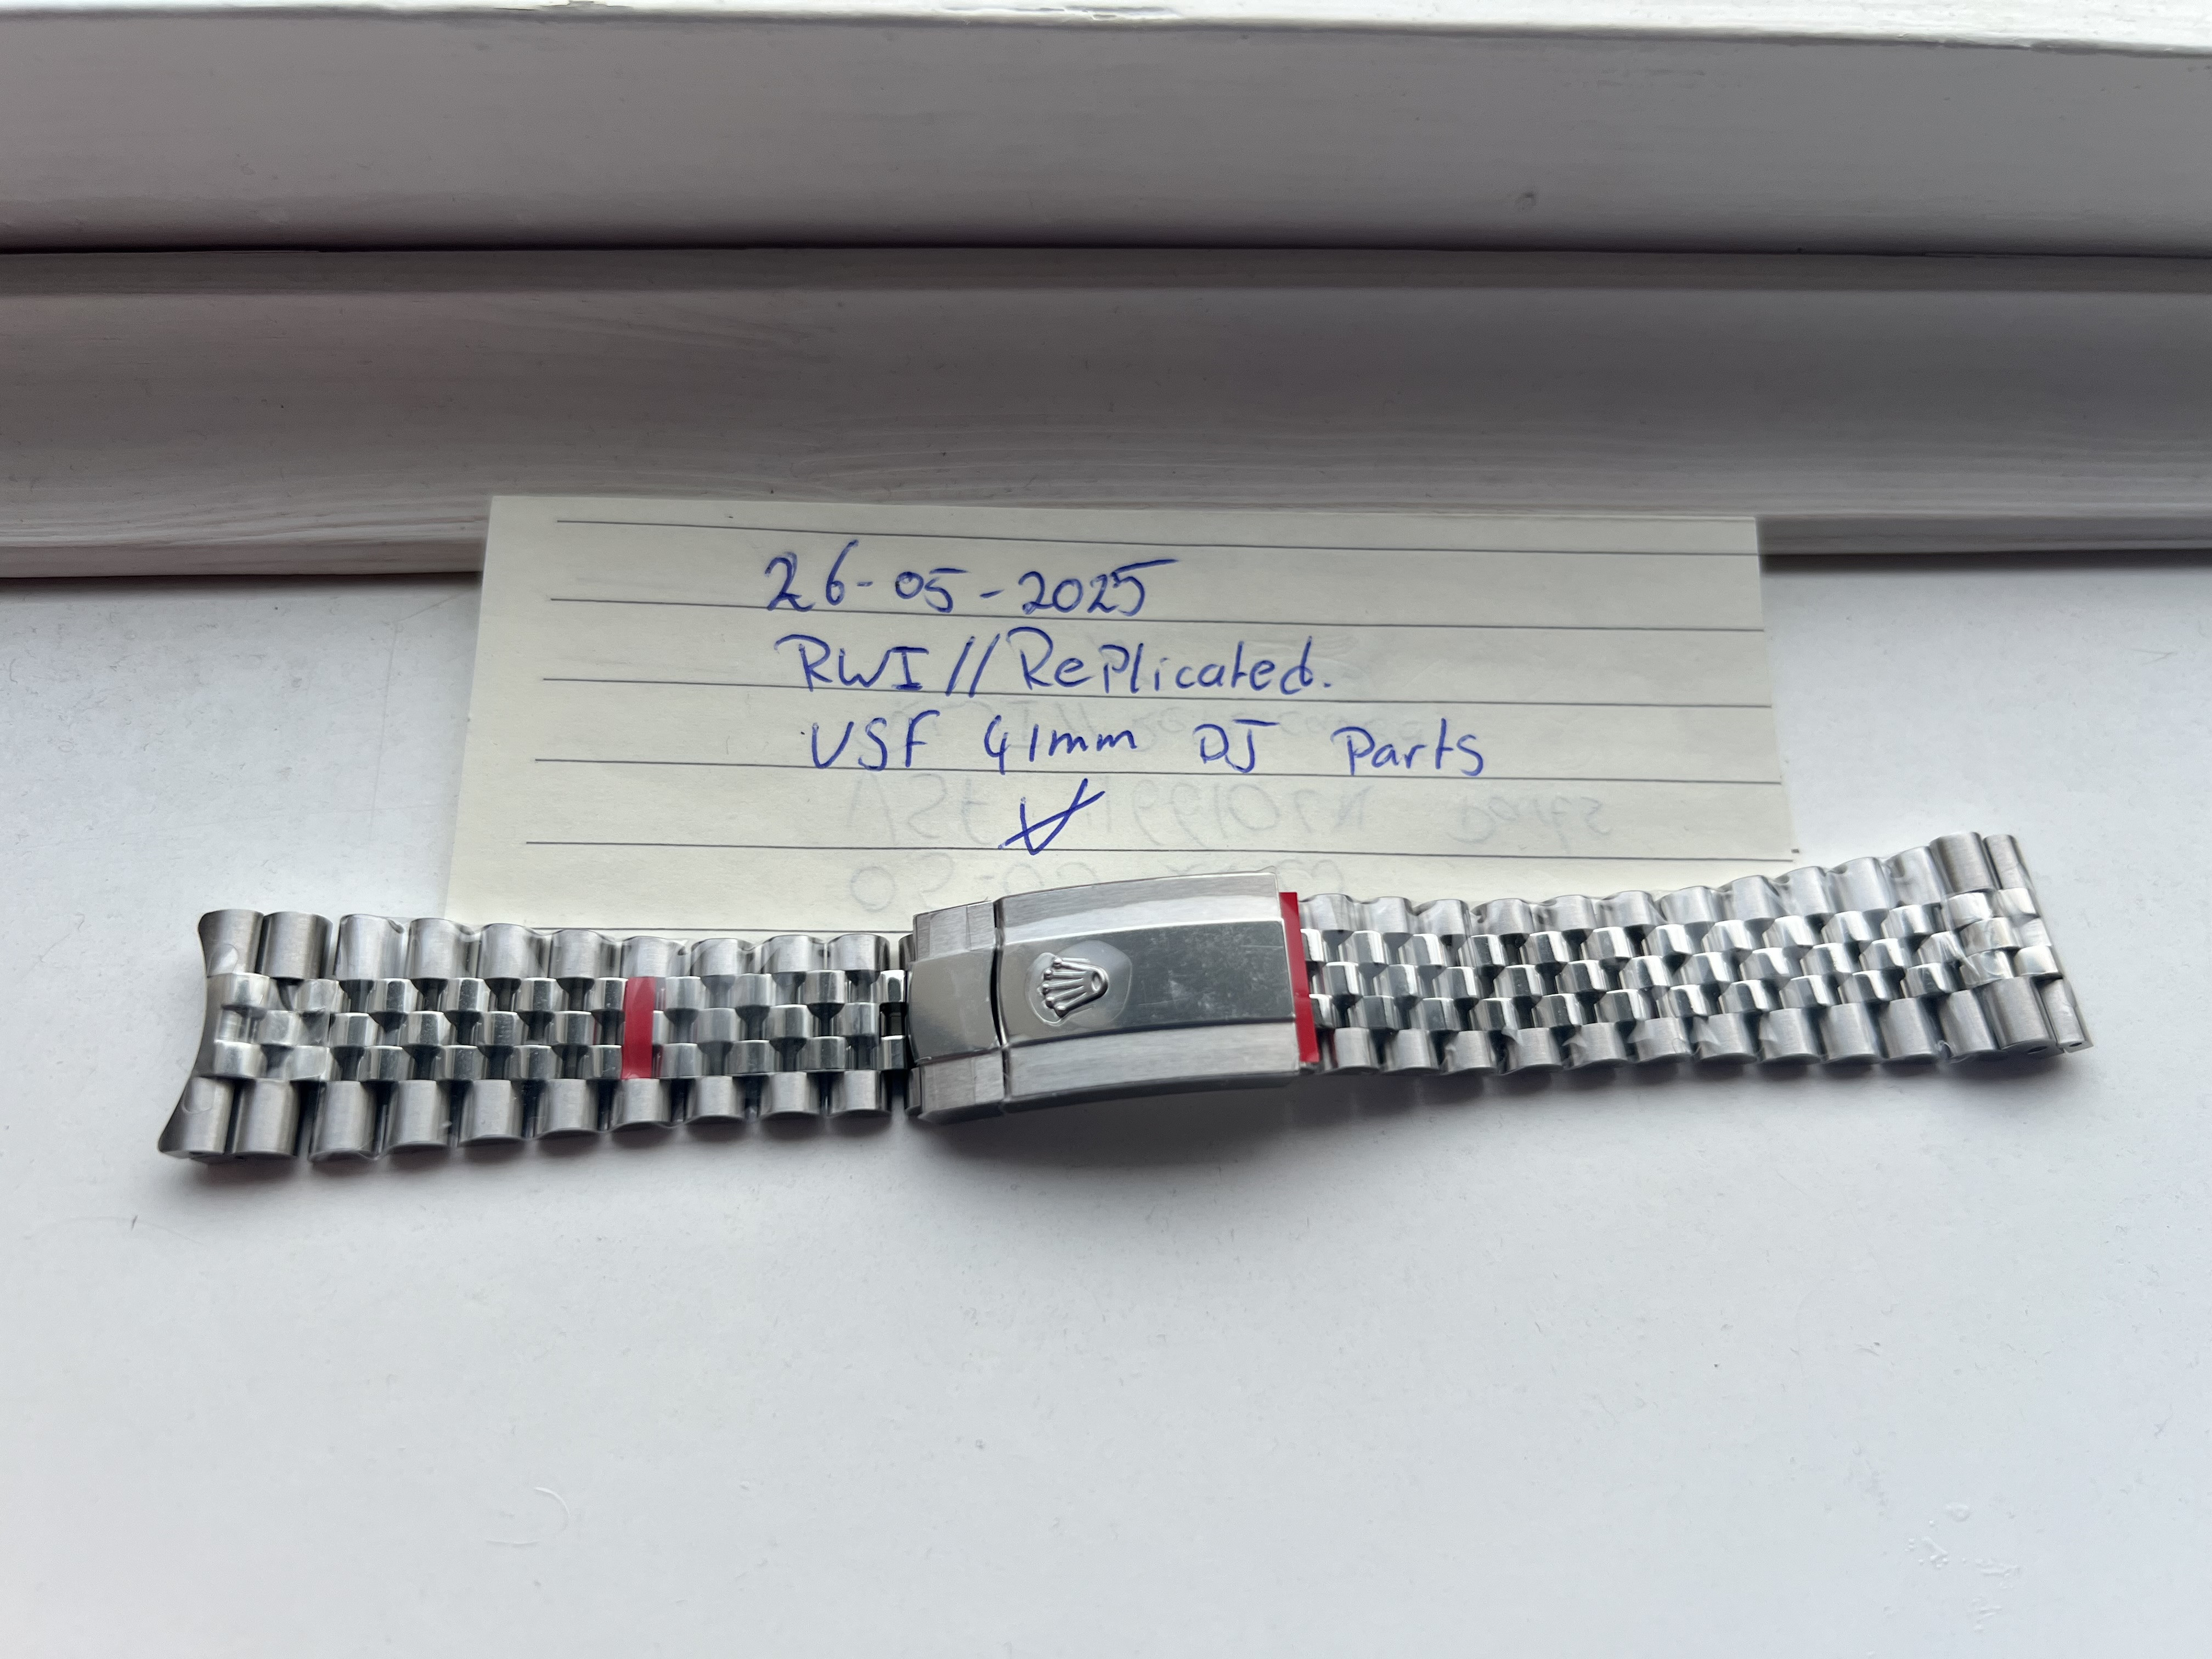 26-05-2025
RWI//RePlicated.
VSF 41mm DJ Parts